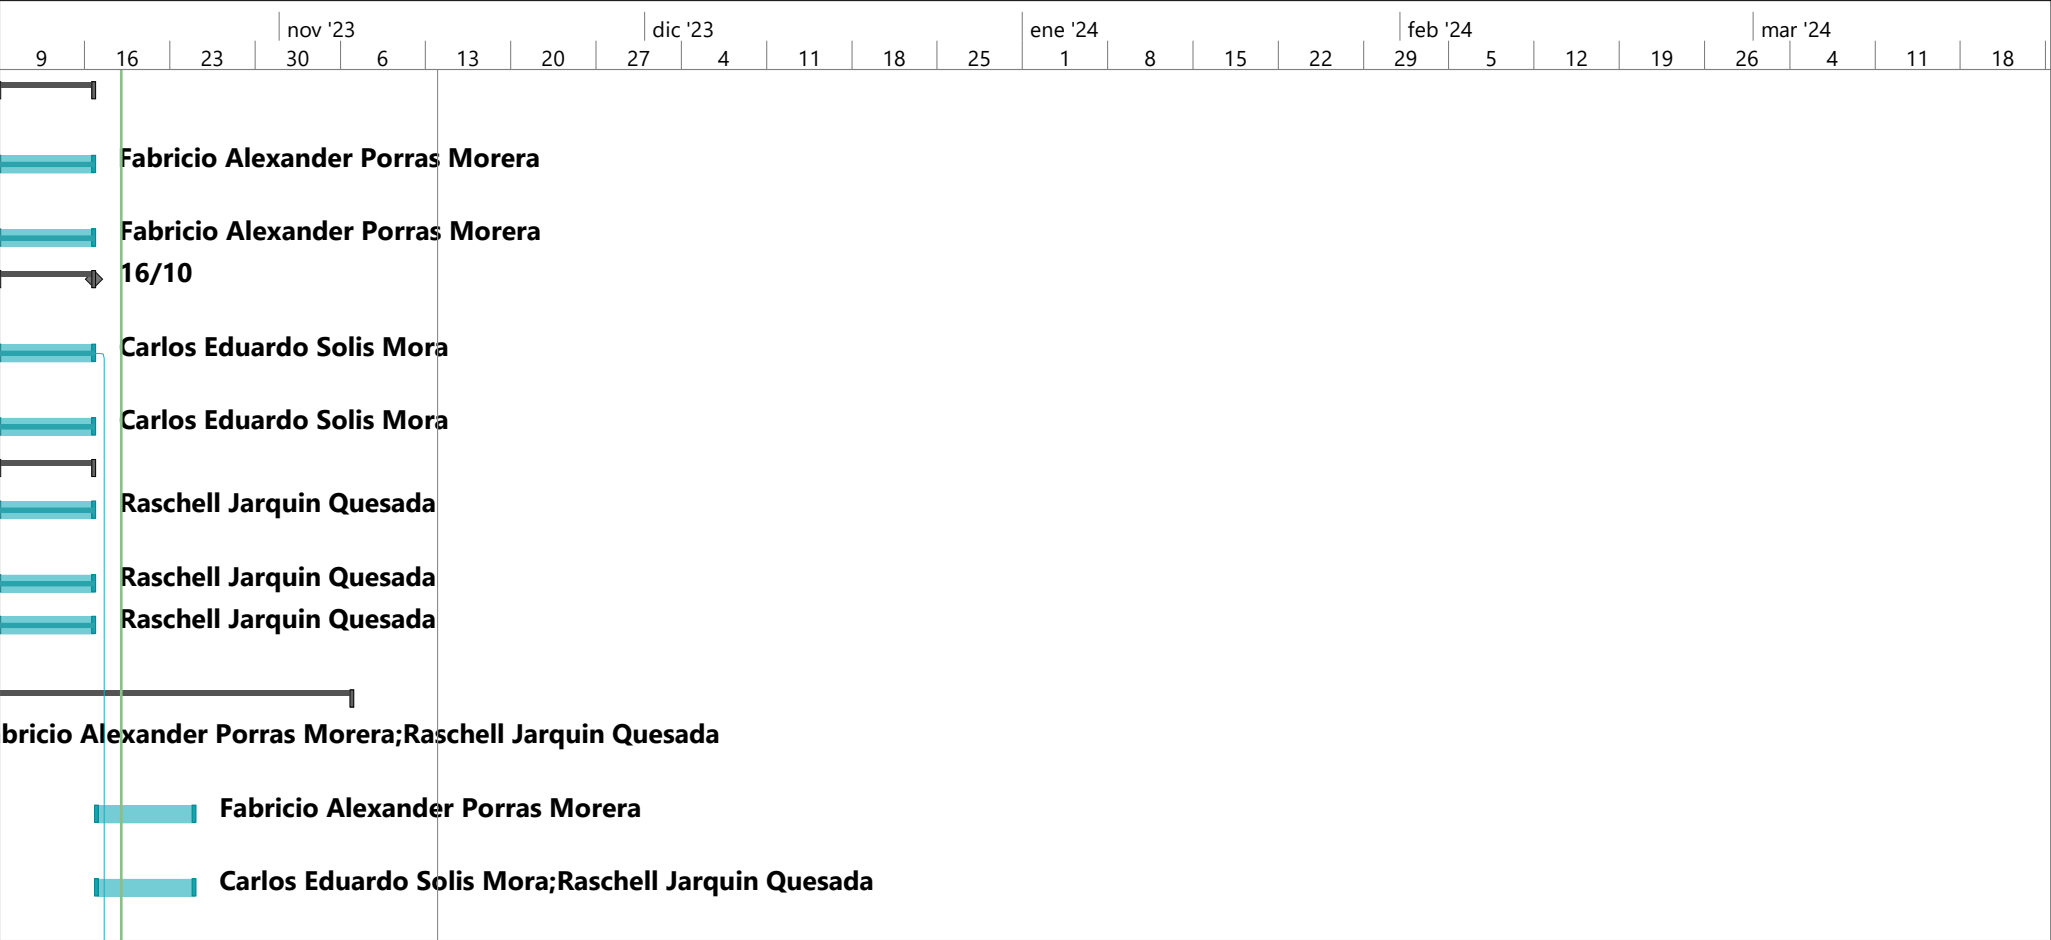 nov '23 dic '23 ene '24 feb '24 mar '24
9 16 23 30 6 13 20 27 4 11 18 25 1 8 15 22 29 5 12 19 26 4 11 18
Fabricio Alexander Porras Morera
Fabricio Alexander Porras Morera
16/10
Carlos Eduardo Solis Mora
Carlos Eduardo Solis Mora
Raschell Jarquin Quesada
Raschell Jarquin Quesada
Raschell Jarquin Quesada
bricio Alexander Porras Morera;Raschell Jarquin Quesada
Fabricio Alexander Porras Morera
Carlos Eduardo Solis Mora;Raschell Jarquin Quesada